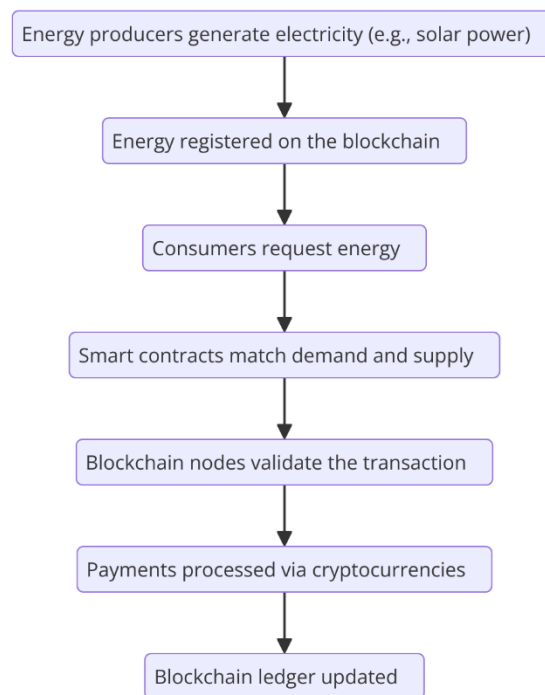 Energy producers generate electricity (e.g., solar power)
Energy registered on the blockchain
Consumers request energy
Smart contracts match demand and supply
Blockchain nodes validate the transaction
Payments processed via cryptocurrencies
Blockchain ledger updated